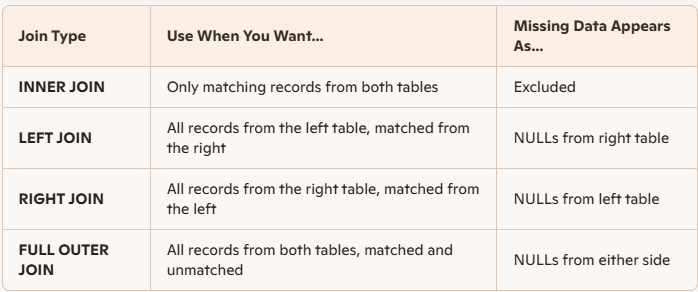 Join Type
Use When You Want...
Missing Data Appears
As...
INNER JOIN
Only matching records from both tables
Excluded
LEFT JOIN
All records from the left table, matched from
the right
NULLs from right table
RIGHT JOIN
All records from the right table, matched from
the left
NULLs from left table
FULL OUTER
JOIN
All records from both tables, matched and
unmatched
NULLs from either side